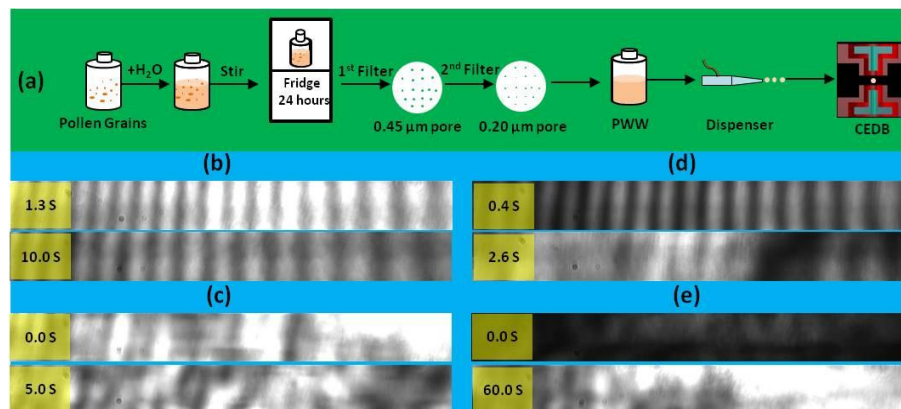 (a)
+H₂O
Stir
Fridge
24 hours
1st Filter
2nd Filter
Pollen Grains
0.45 µm pore
0.20 µm pore
PWW
Dispenser
CEDB
(b)
1.3 S
10.0 S
(c)
0.0 S
5.0 S
(d)
0.4 S
2.6 S
(e)
0.0 S
60.0 S